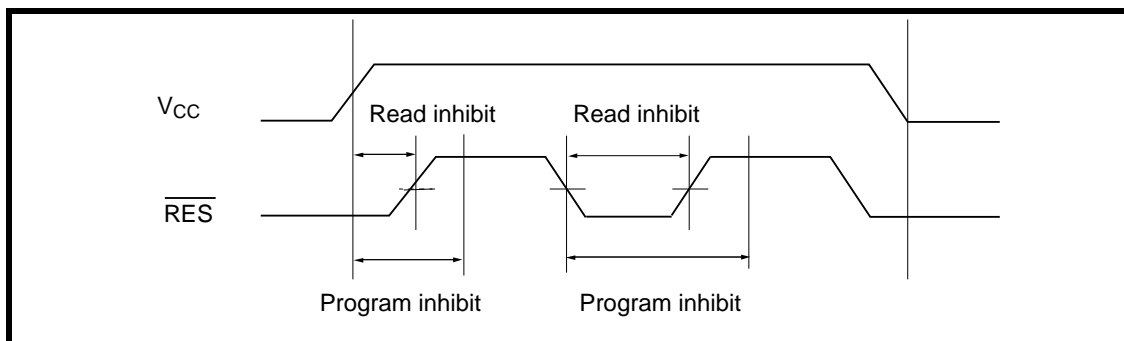 VCC
Read inhibit Read inhibit
RES
Program inhibit Program inhibit